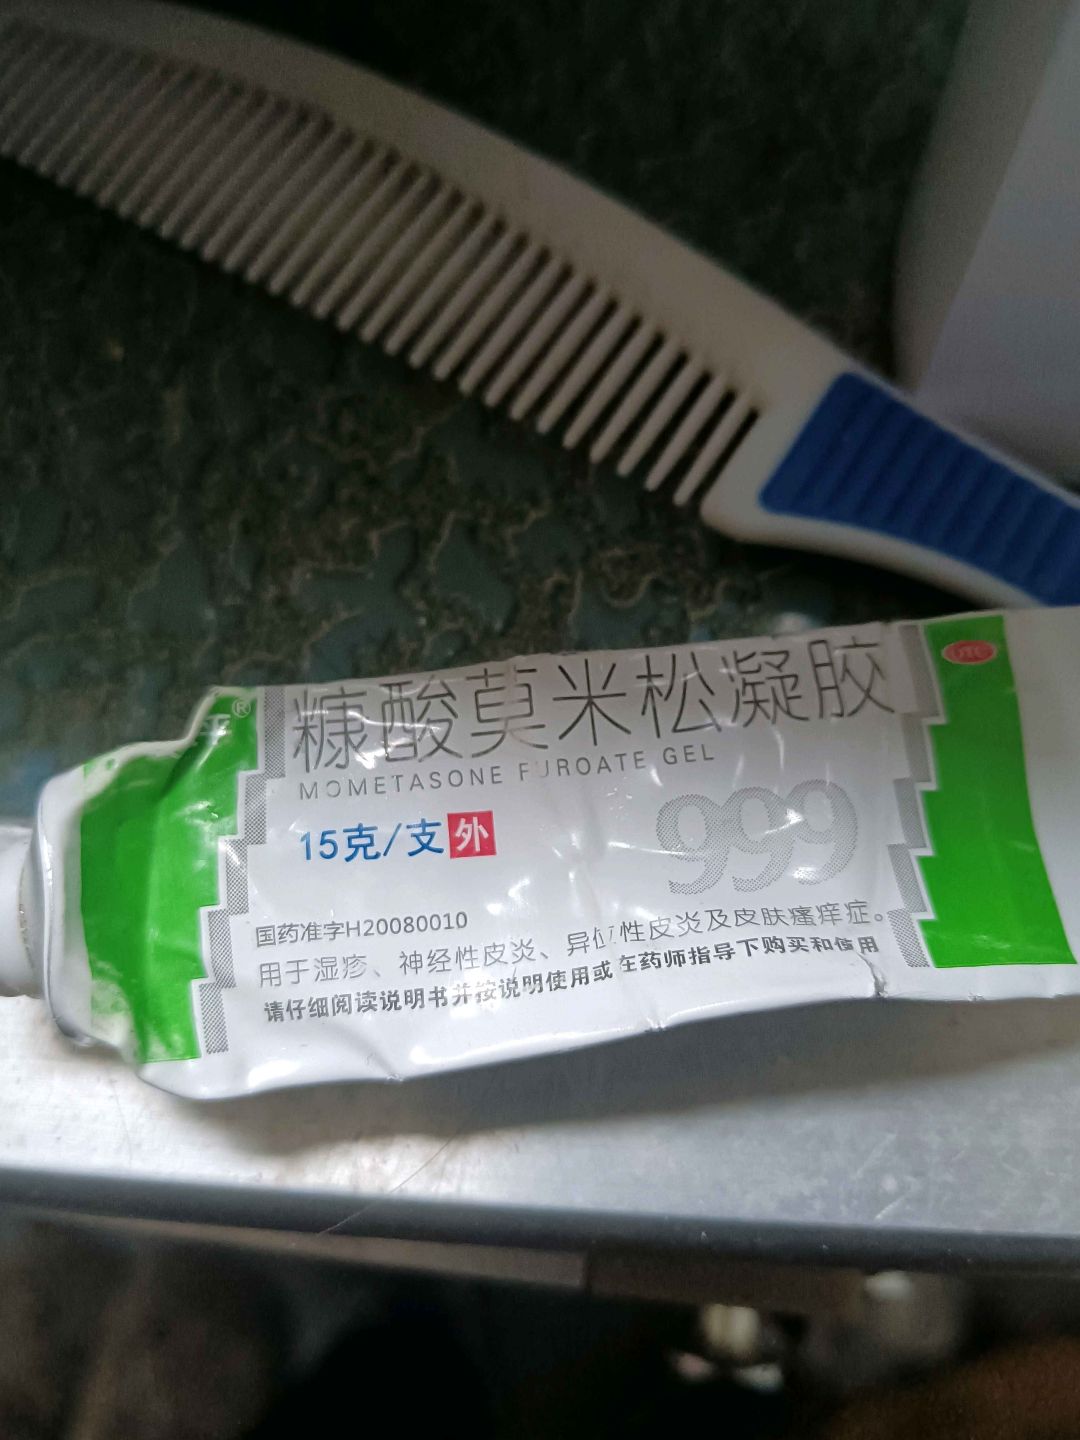 平®
糠酸莫米松凝胶
OTC
MOMETASONE FUROATE GEL
15克/支 外
999
国药准字H20080010
用于湿疹、神经性皮炎、异位性皮炎及皮肤瘙痒症。
请仔细阅读说明书并按说明使用或在药师指导下购买和使用